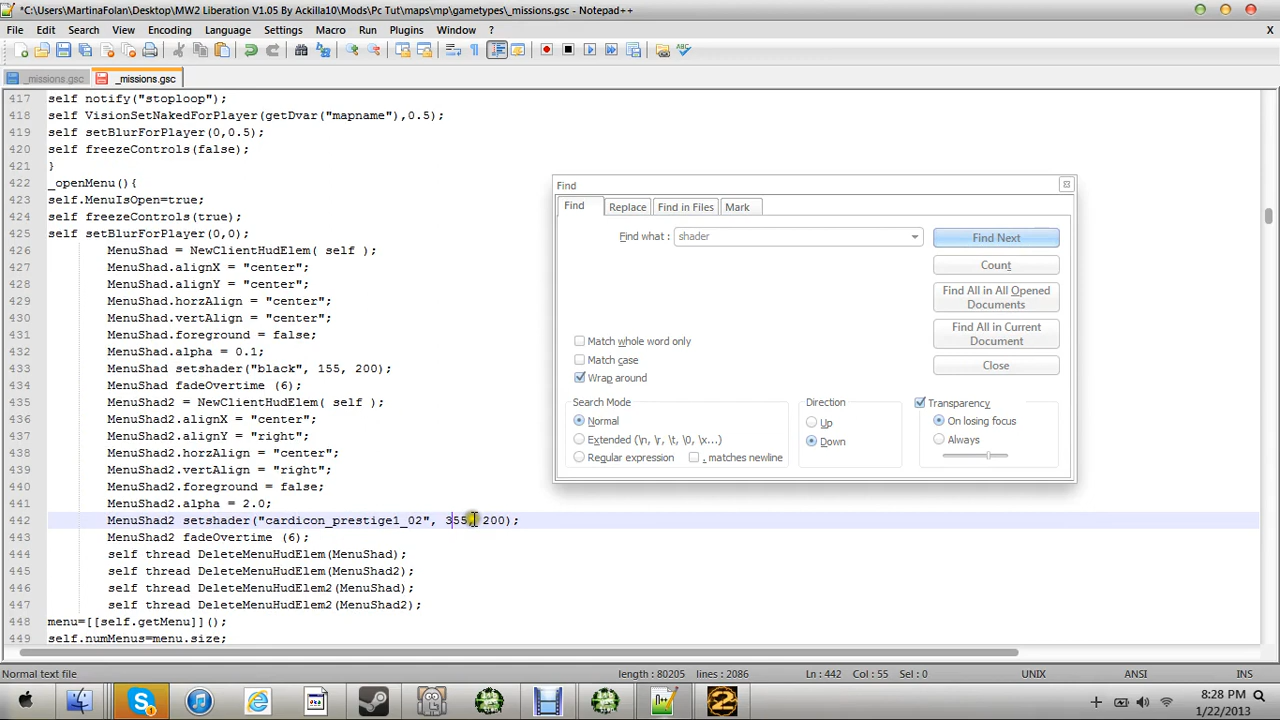 *C:\Users\MartinaFolan\Desktop\MW2 Liberation V1.05 By Ackilla10\Mods\Pc Tut\maps\mp\gametypes\_missions.gsc - Notepad++
File Edit Search View Encoding Language Settings Macro Run Plugins Window ? X
_missions.gsc _missions.gsc
417 self notify("stoploop");
418 self VisionSetNakedForPlayer(getDvar("mapname"),0.5);
419 self setBlurForPlayer(0,0.5);
420 self freezeControls(false);
421 }
422 _openMenu(){
423 self.MenuIsOpen=true;
424 self freezeControls(true);
425 self setBlurForPlayer(0,0);
426 MenuShad = NewClientHudElem( self );
427 MenuShad.alignX = "center";
428 MenuShad.alignY = "center";
429 MenuShad.horzAlign = "center";
430 MenuShad.vertAlign = "center";
431 MenuShad.foreground = false;
432 MenuShad.alpha = 0.1;
433 MenuShad setshader("black", 155, 200);
434 MenuShad fadeOvertime (6);
435 MenuShad2 = NewClientHudElem( self );
436 MenuShad2.alignX = "center";
437 MenuShad2.alignY = "right";
438 MenuShad2.horzAlign = "center";
439 MenuShad2.vertAlign = "right";
440 MenuShad2.foreground = false;
441 MenuShad2.alpha = 2.0;
442 MenuShad2 setshader("cardicon_prestige1_02", 355, 200);
443 MenuShad2 fadeOvertime (6);
444 self thread DeleteMenuHudElem(MenuShad);
445 self thread DeleteMenuHudElem(MenuShad2);
446 self thread DeleteMenuHudElem2(MenuShad);
447 self thread DeleteMenuHudElem2(MenuShad2);
448 menu=[[self.getMenu]]();
449 self.numMenus=menu.size;
Find
Find Replace Find in Files Mark
Find what : shader
Find Next
Count
Find All in All Opened
Documents
Find All in Current
Document
Close
Match whole word only
Match case
Wrap around
Search Mode
Normal
Extended (\n, \r, \t, \0, \x...)
Regular expression . matches newline
Direction
Up
Down
Transparency
On losing focus
Always
Normal text file length : 80205 lines : 2086 Ln : 442 Col : 55 Sel : 0 UNIX ANSI INS
8:28 PM
1/22/2013